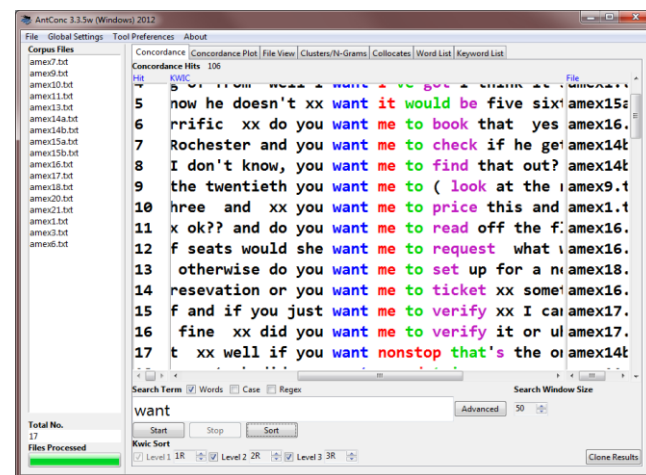 AntConc 3.3.5w (Windows) 2012
File Global Settings Tool Preferences About
Corpus Files
amex7.txt
amex9.txt
amex10.txt
amex11.txt
amex13.txt
amex14a.txt
amex14b.txt
amex15a.txt
amex15b.txt
amex16.txt
amex17.txt
amex18.txt
amex20.txt
amex21.txt
amex1.txt
amex3.txt
amex6.txt
Total No.
17
Files Processed
Concordance Concordance Plot File View Clusters/N-Grams Collocates Word List Keyword List
Concordance Hits 106
Hit KWIC File
5 now he doesn't xx want it would be five six amex15a
6 rrific xx do you want me to book that yes amex16.
7 Rochester and you want me to check if he get amex14b
8 I don't know, you want me to find that out? amex14b
9 the twentieth you want me to ( look at the amex9.t
10 hree and xx you want me to price this and amex1.t
11 x ok?? and do you want me to read off the f amex16.
12 f seats would she want me to request what amex16.
13 otherwise do you want me to set up for a amex18.
14 resevation or you want me to ticket xx some amex16.
15 f and if you just want me to verify xx I ca amex17.
16 fine xx did you want me to verify it or amex17.
17 t xx well if you want nonstop that's the amex14b
Search Term Words Case Regex Search Window Size
want Advanced 50
Start Stop Sort
Kwic Sort
Level 1 1R Level 2 2R Level 3 3R Clone Results